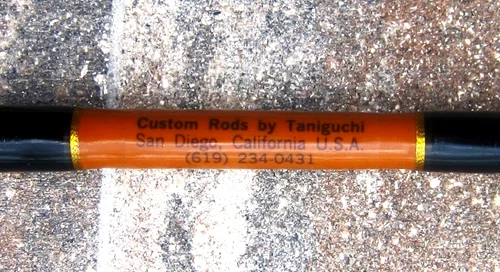 Custom Rods by Taniguchi
San Diego, California U.S.A.
(619) 234-0431